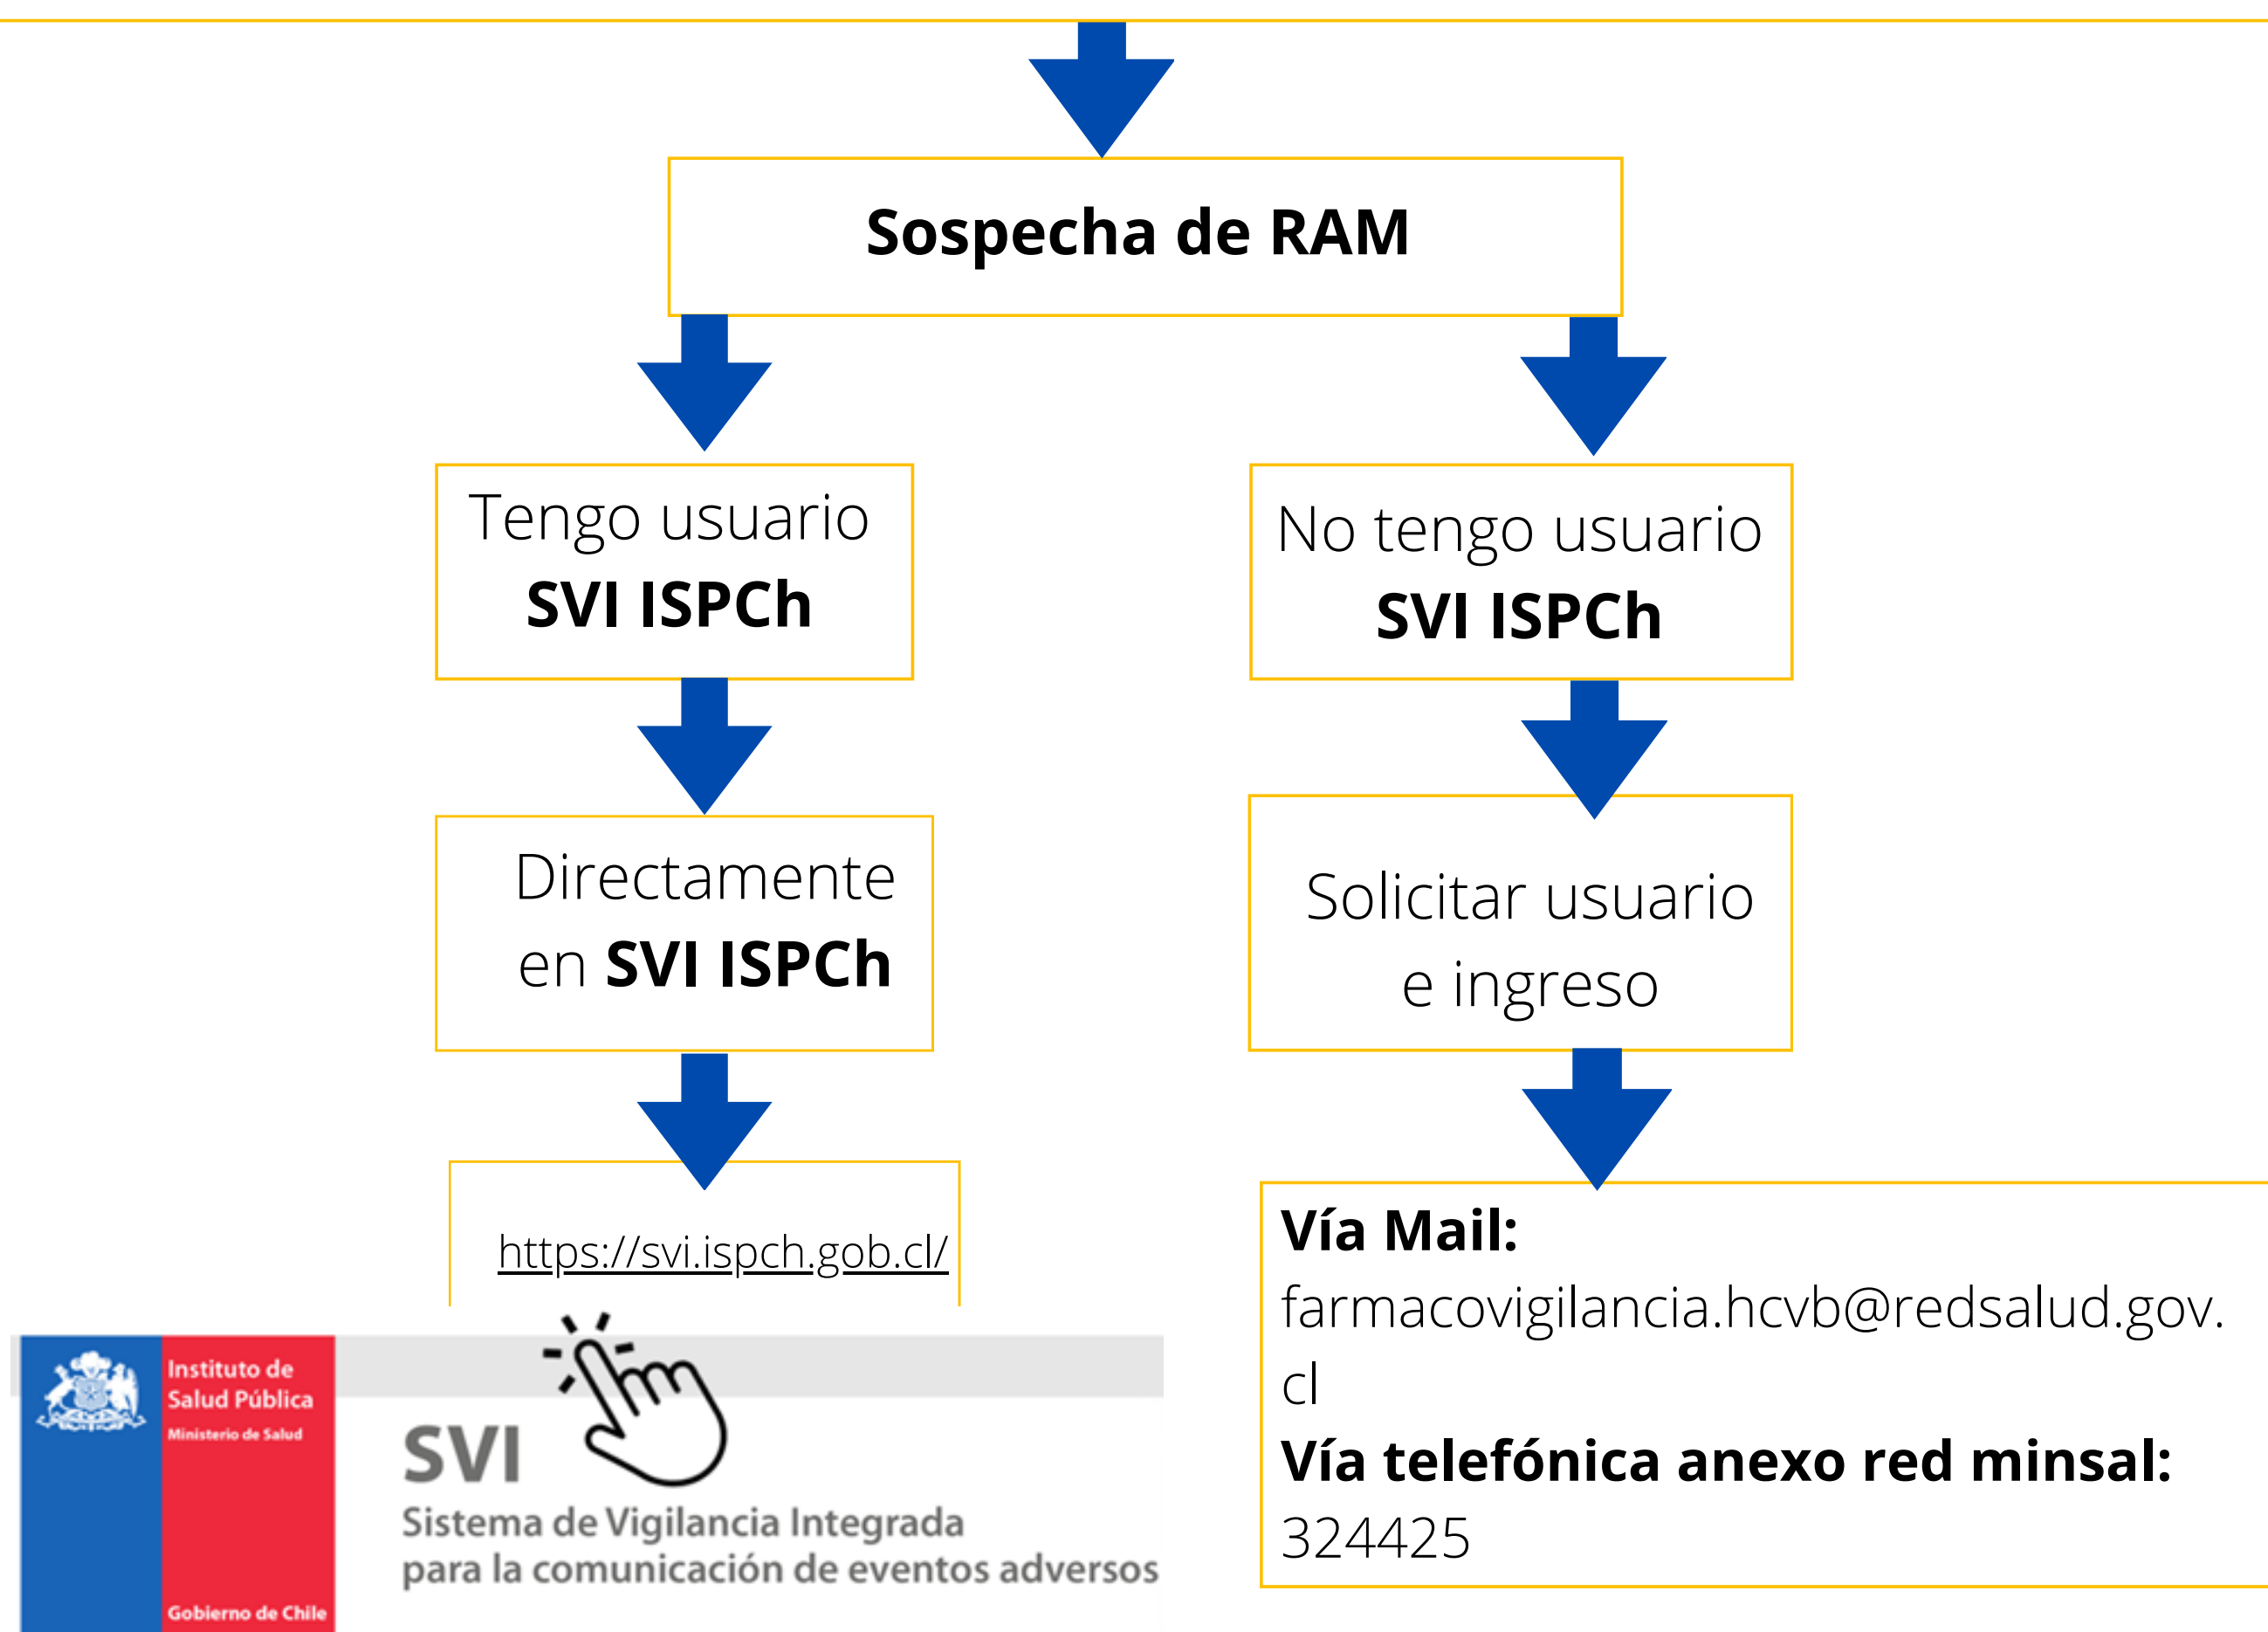 Sospecha de RAM
Tengo usuario
SVI ISPCh
No tengo usuario
SVI ISPCh
Directamente
en SVI ISPCh
Solicitar usuario
e ingreso
https://svi.ispch.gob.cl/
Vía Mail:
farmacovigilancia.hcvb@redsalud.gov.
cl
Vía telefónica anexo red minsal:
324425
Instituto de
Salud Pública
Ministerio de Salud
Gobierno de Chile
SVI
Sistema de Vigilancia Integrada
para la comunicación de eventos adversos